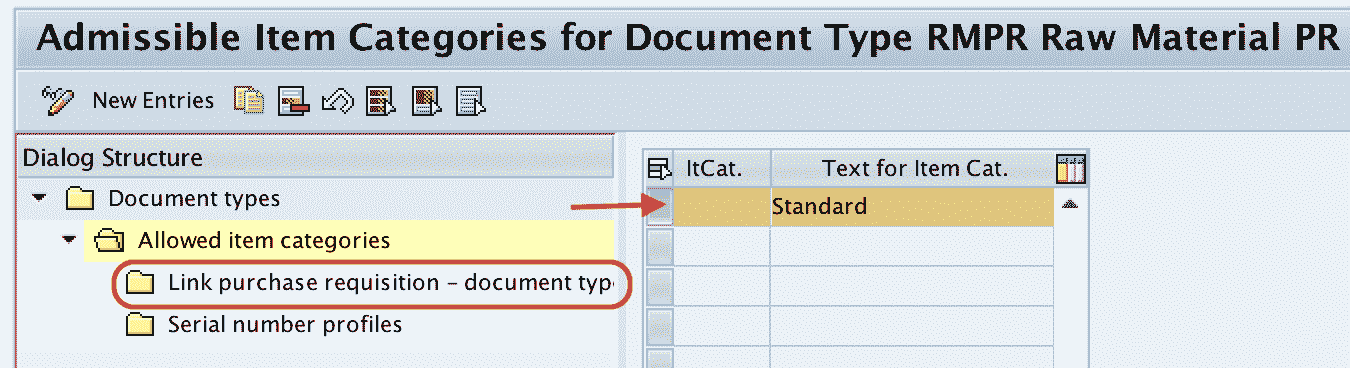 Admissible Item Categories for Document Type RMPR Raw Material PR
New Entries
Dialog Structure
Document types
Allowed item categories
Link purchase requisition – document typ
Serial number profiles
ItCat. Text for Item Cat.
Standard